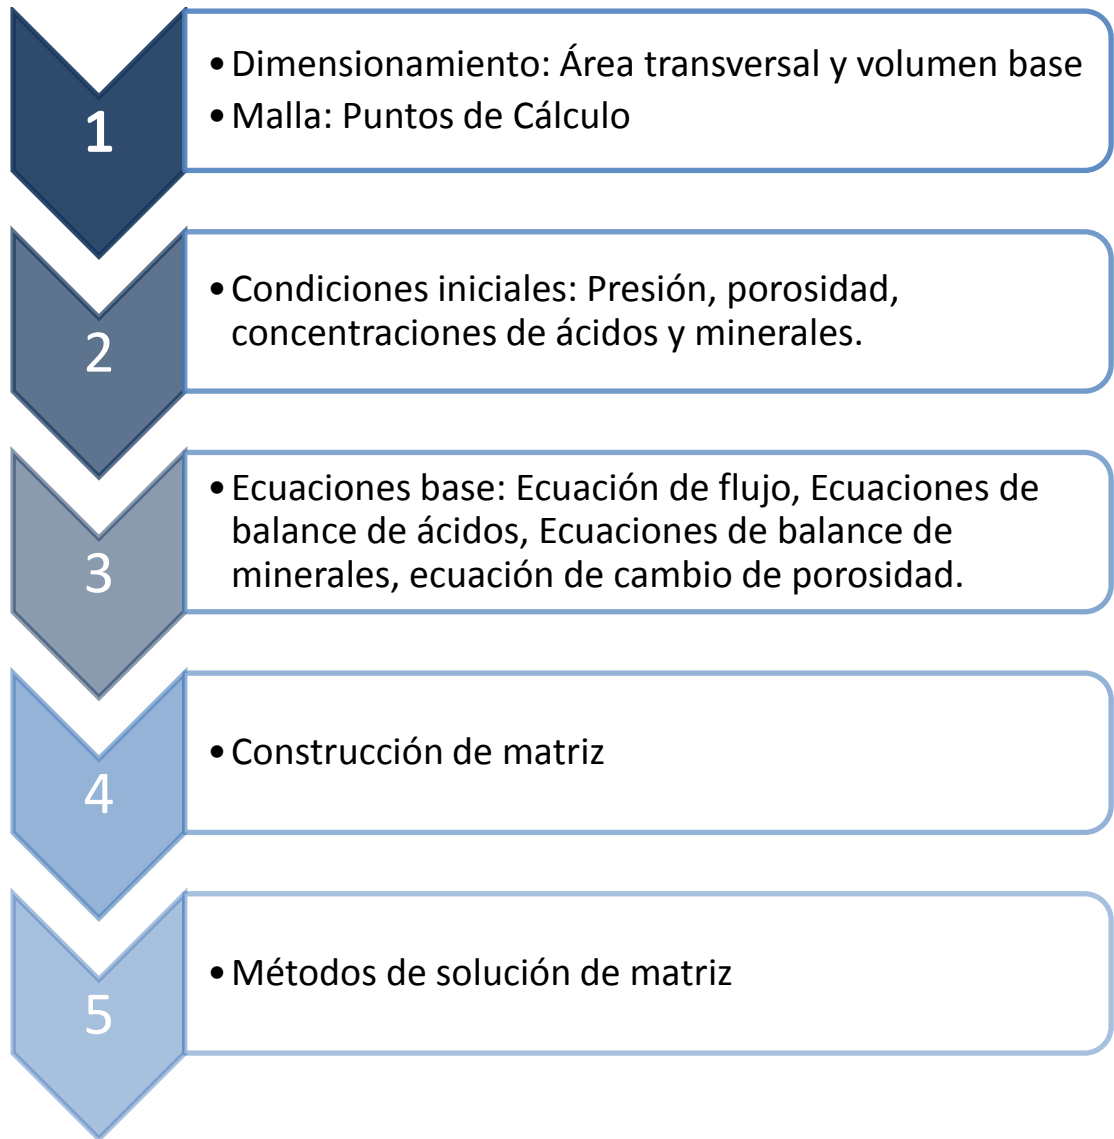 1
• Dimensionamiento: Área transversal y volumen base
• Malla: Puntos de Cálculo
2
• Condiciones iniciales: Presión, porosidad,
concentraciones de ácidos y minerales.
3
• Ecuaciones base: Ecuación de flujo, Ecuaciones de
balance de ácidos, Ecuaciones de balance de
minerales, ecuación de cambio de porosidad.
4
• Construcción de matriz
5
• Métodos de solución de matriz